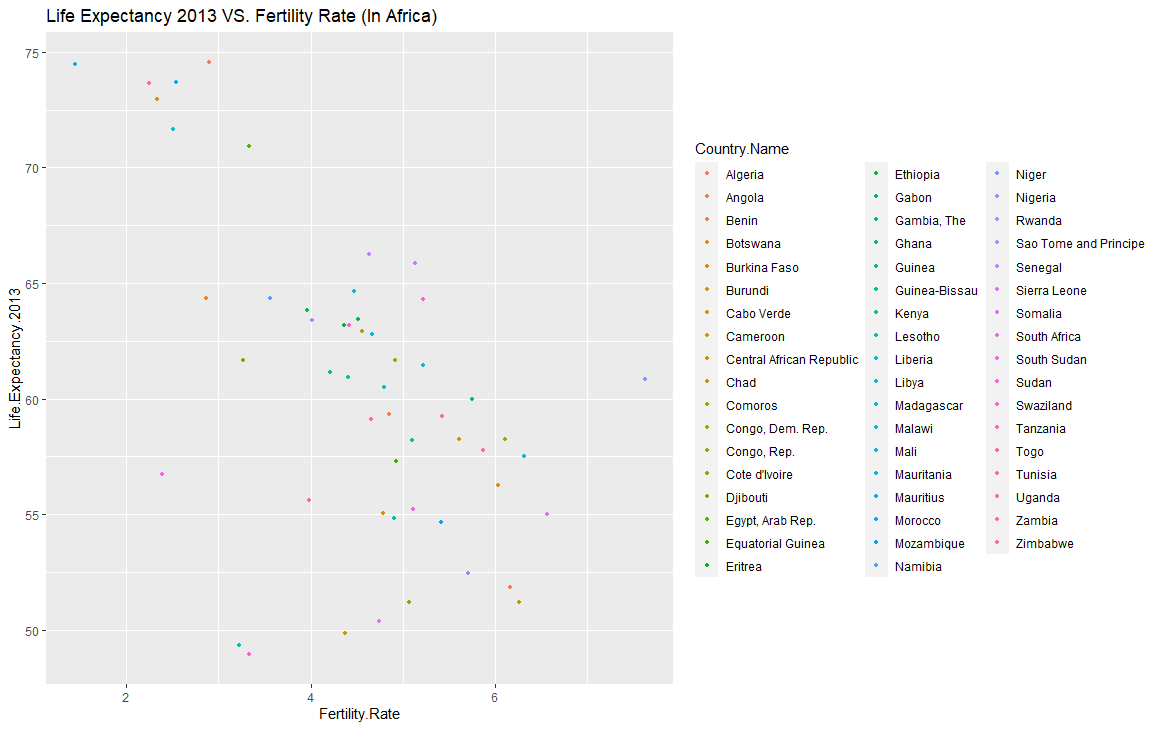 Life Expectancy 2013 VS. Fertility Rate (In Africa)
75
70
65
60
55
50
Life.Expectancy.2013
2
4
6
Fertility.Rate
Country.Name
Algeria
Angola
Benin
Botswana
Burkina Faso
Burundi
Cabo Verde
Cameroon
Central African Republic
Chad
Comoros
Congo, Dem. Rep.
Congo, Rep.
Cote d'Ivoire
Djibouti
Egypt, Arab Rep.
Equatorial Guinea
Eritrea
Ethiopia
Gabon
Gambia, The
Ghana
Guinea
Guinea-Bissau
Kenya
Lesotho
Liberia
Libya
Madagascar
Malawi
Mali
Mauritania
Mauritius
Morocco
Mozambique
Namibia
Niger
Nigeria
Rwanda
Sao Tome and Principe
Senegal
Sierra Leone
Somalia
South Africa
South Sudan
Sudan
Swaziland
Tanzania
Togo
Tunisia
Uganda
Zambia
Zimbabwe